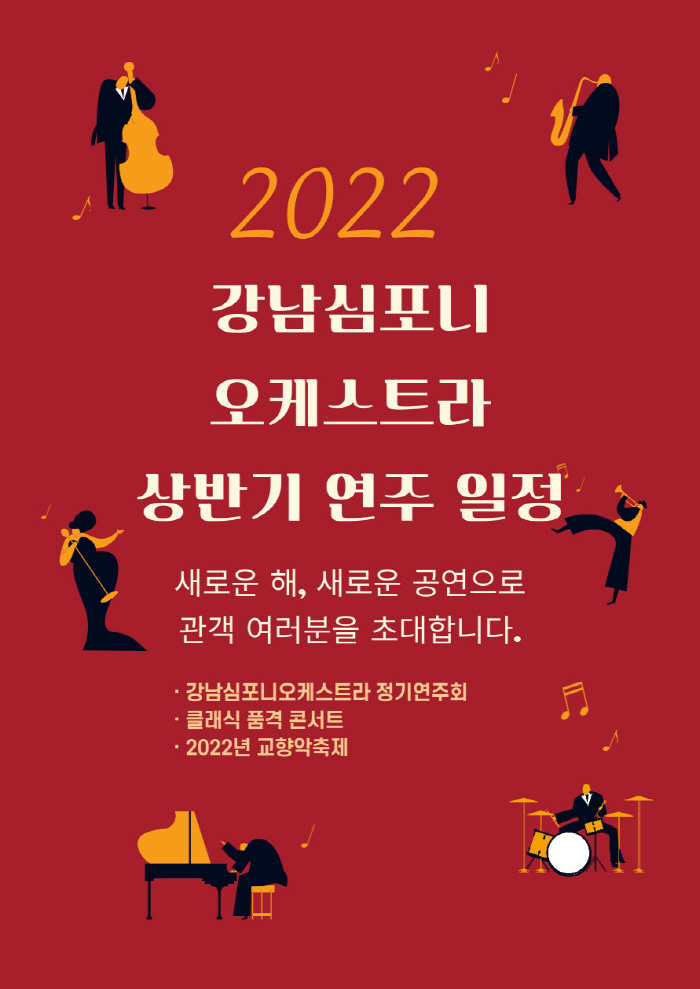 2022
강남심포니
오케스트라
상반기 연주 일정
새로운 해, 새로운 공연으로
관객 여러분을 초대합니다.
· 강남심포니오케스트라 정기연주회
· 클래식 품격 콘서트
· 2022년 교향악축제